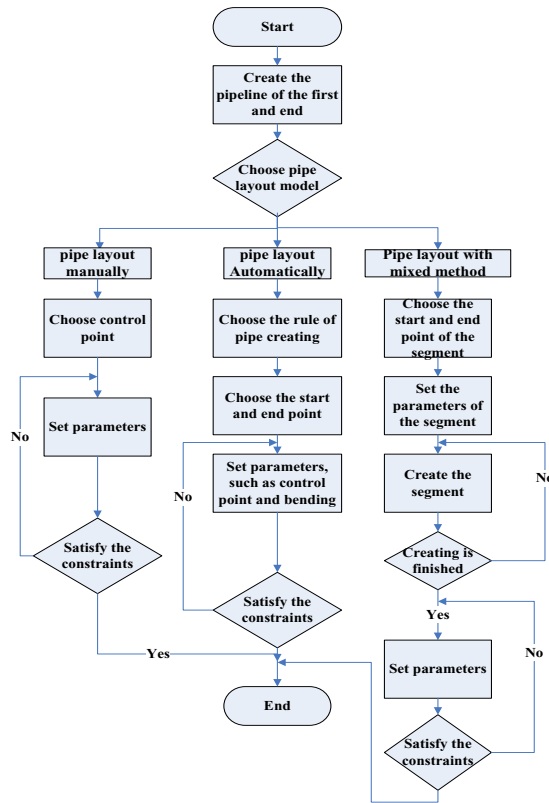 Start
Create the
pipeline of the first
and end
Choose pipe
layout model
pipe layout
manually
pipe layout
Automatically
Pipe layout with
mixed method
Choose control
point
Choose the rule of
pipe creating
Choose the
start and end
point of the
segment
Choose the start
and end point
Set the
parameters of
the segment
No
Set parameters
No
Set parameters,
such as control
point and bending
Create the
segment
No
Satisfy the
constraints
Creating is
finished
Satisfy the
constraints
Yes
Yes
No
Set parameters
End
Satisfy the
constraints